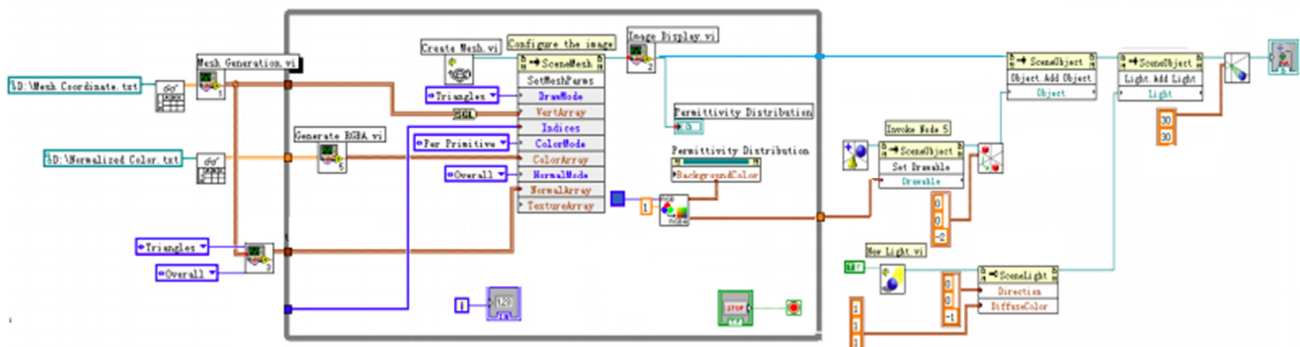 D:\Mesh Coordinate.txt
Mesh Generation.vi
1
D:\Normalized Color.txt
Triangles
Overall
3
Generate RGBA.vi
5
Create Mesh.vi
Configure the image
SceneMesh
SetMeshParms
DrawMode
VertArray
Indices
ColorMode
ColorArray
NormalMode
NormalArray
TextureArray
Triangles
SGL
Per Primitive
Overall
Image Display.vi
2
Permittivity Distribution
Permittivity Distribution
BackgroundColor
1
i
STOP
TF
Invoke Node 5
SceneObject
Set Drawable
Drawable
0
0
-2
New Light.vi
0
0
-1
1
1
1
SceneLight
Direction
DiffuseColor
SceneObject
Object.Add Object
Object
SceneObject
Light.Add Light
Light
30
30